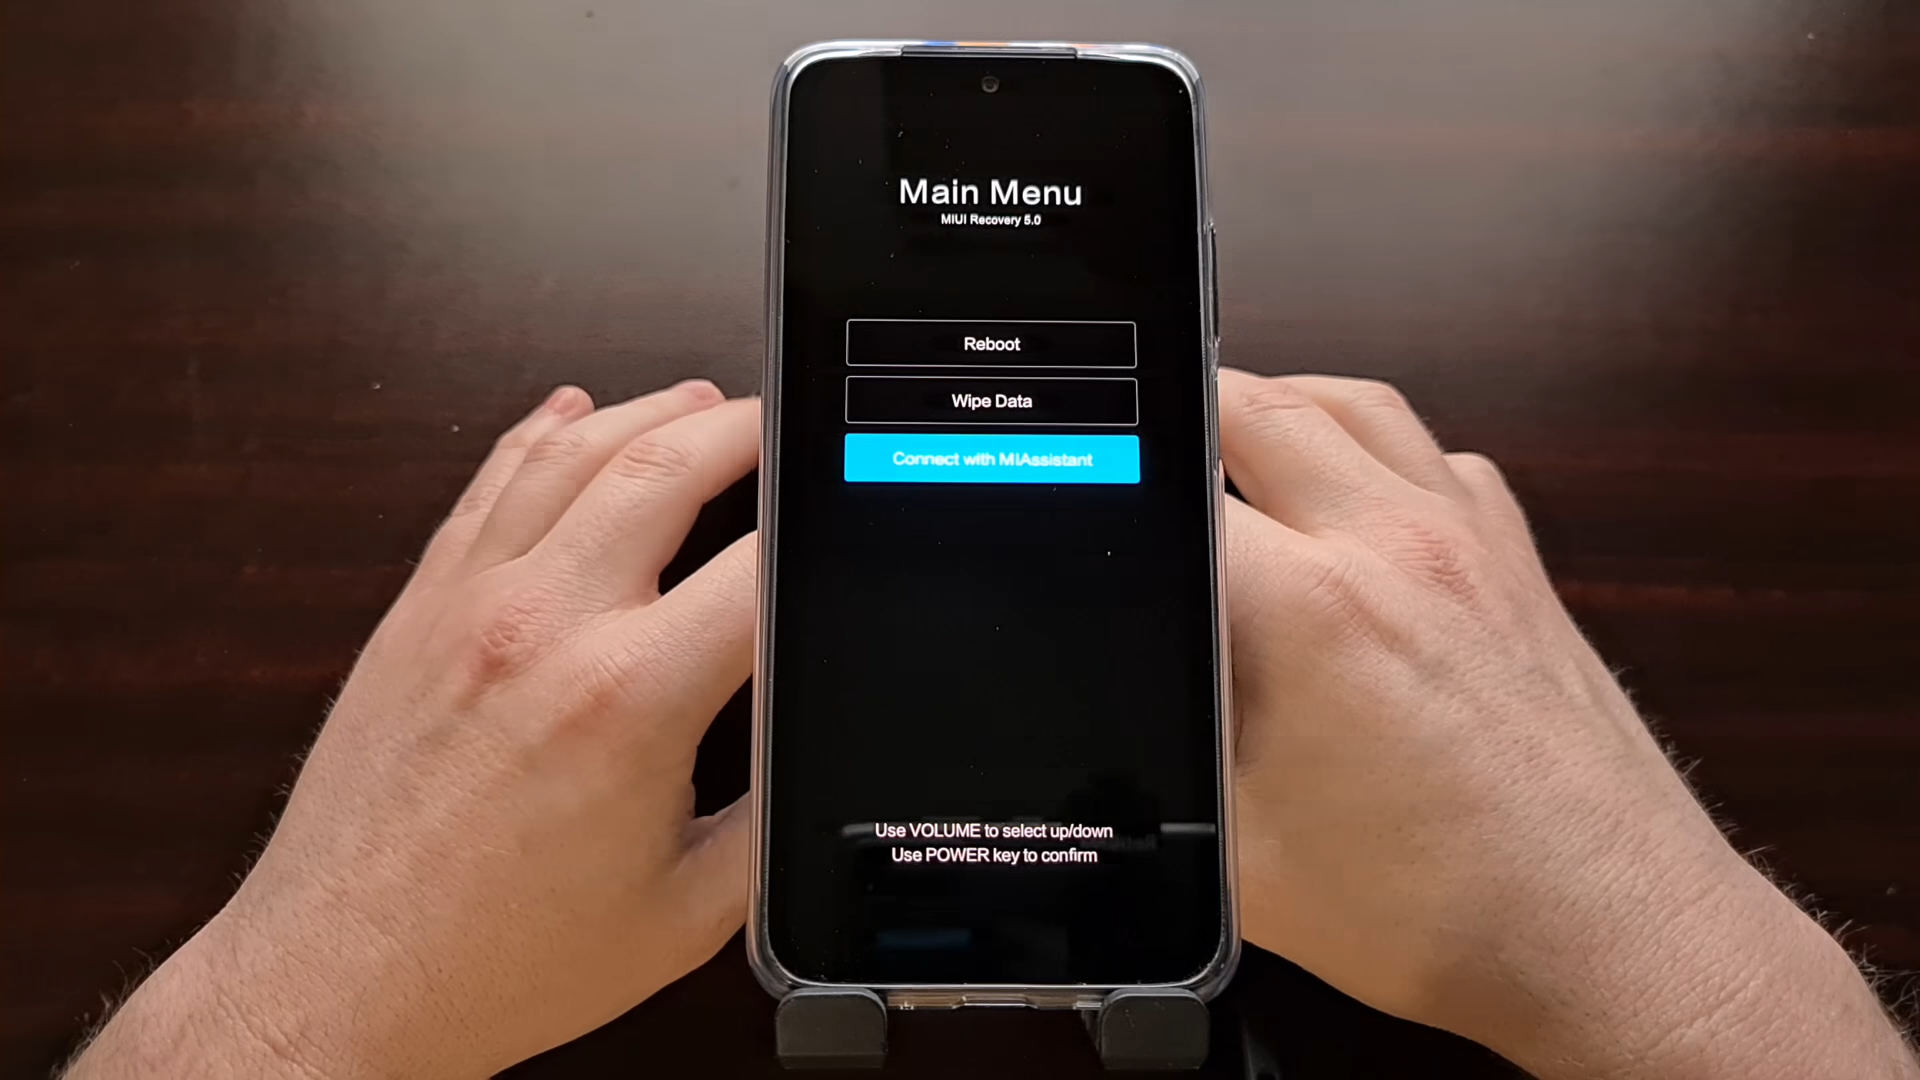 Main Menu
MIUI Recovery 5.0
Reboot
Wipe Data
Connect with MIAssistant
Use VOLUME to select up/down
Use POWER key to confirm